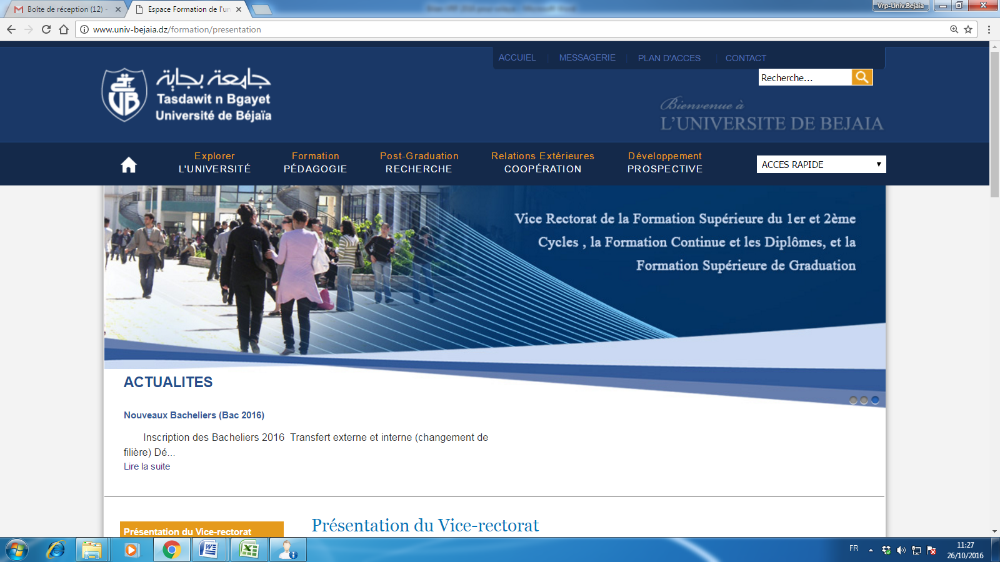 Boîte de réception (12) -
Espace Formation de l'un
Vrp-Univ.Bejaia
www.univ-bejaia.dz/formation/presentation
ACCUIEL
MESSAGERIE
PLAN D'ACCES
CONTACT
Recherche...
جامعة بجاية
Tasdawit n Bgayet
Université de Béjaïa
Bienvenue à
L'UNIVERSITE DE BEJAIA
Explorer
L'UNIVERSITÉ
Formation
PÉDAGOGIE
Post-Graduation
RECHERCHE
Relations Extérieures
COOPÉRATION
Développement
PROSPECTIVE
ACCES RAPIDE
Vice Rectorat de la Formation Supérieure du 1er et 2ème
Cycles , la Formation Continue et les Diplômes, et la
Formation Supérieure de Graduation
ACTUALITES
Nouveaux Bacheliers (Bac 2016)
Inscription des Bacheliers 2016 Transfert externe et interne (changement de
filière) Dé...
Lire la suite
Présentation du Vice-rectorat
Présentation du Vice-rectorat
FR
11:27
26/10/2016